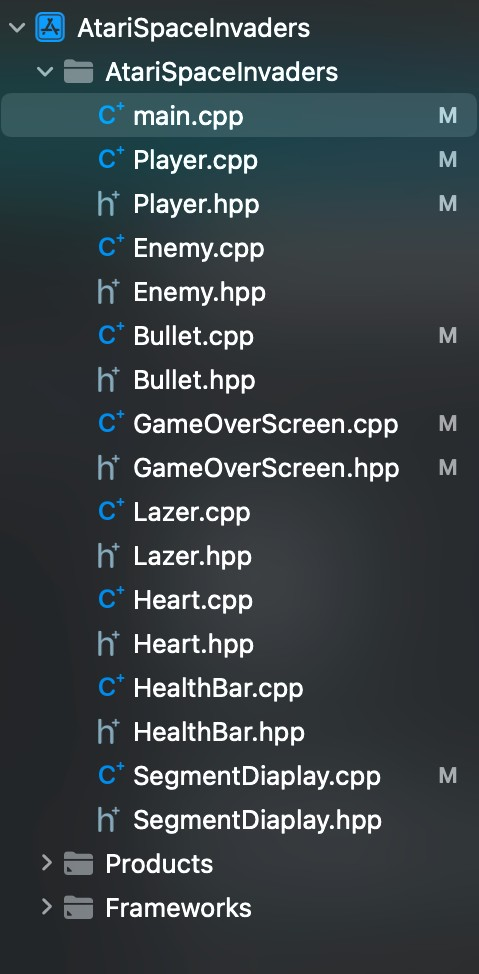 AtariSpaceInvaders
AtariSpaceInvaders
main.cpp M
Player.cpp M
Player.hpp M
Enemy.cpp
Enemy.hpp
Bullet.cpp M
Bullet.hpp
GameOverScreen.cpp M
GameOverScreen.hpp M
Lazer.cpp
Lazer.hpp
Heart.cpp
Heart.hpp
HealthBar.cpp
HealthBar.hpp
SegmentDiaplay.cpp M
SegmentDiaplay.hpp
Products
Frameworks